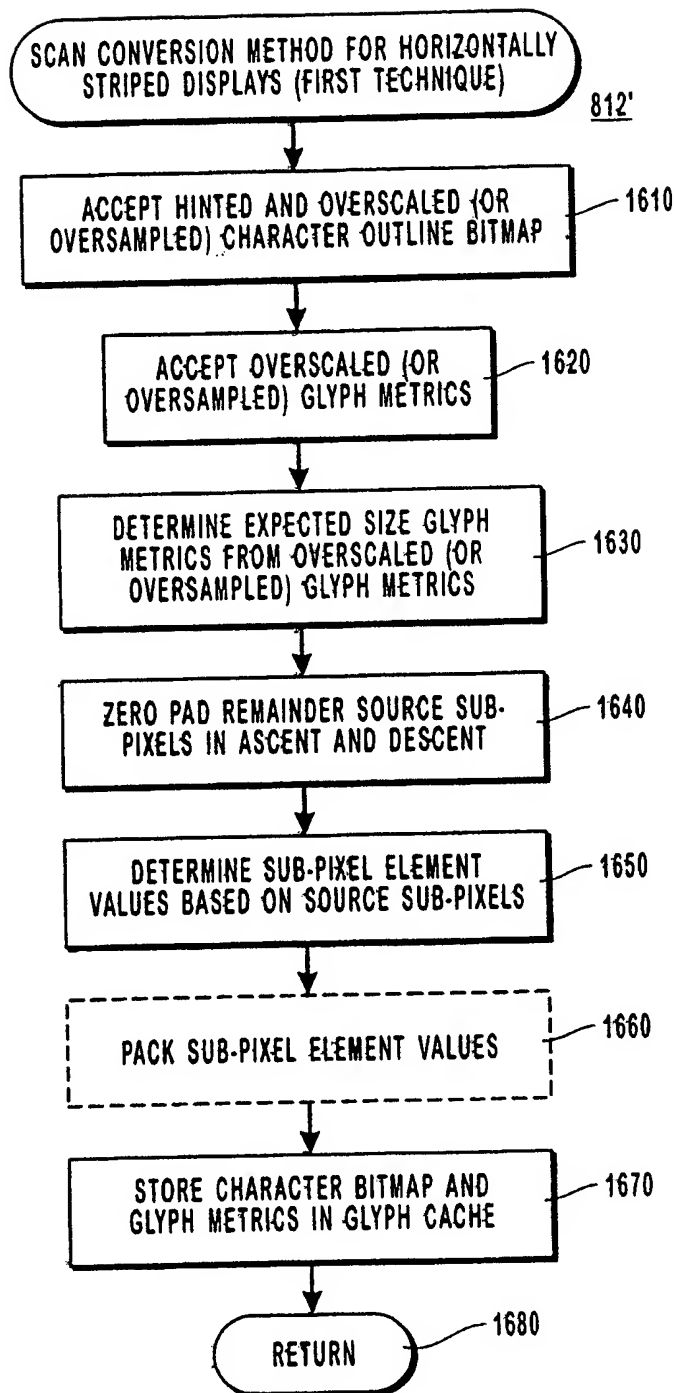 SCAN CONVERSION METHOD FOR HORIZONTALLY
STRIPED DISPLAYS (FIRST TECHNIQUE)
812'
ACCEPT HINTED AND OVERSCALED (OR
OVERSAMPLED) CHARACTER OUTLINE BITMAP
1610
ACCEPT OVERSCALED (OR
OVERSAMPLED) GLYPH METRICS
1620
DETERMINE EXPECTED SIZE GLYPH
METRICS FROM OVERSCALED (OR
OVERSAMPLED) GLYPH METRICS
1630
ZERO PAD REMAINDER SOURCE SUB-
PIXELS IN ASCENT AND DESCENT
1640
DETERMINE SUB-PIXEL ELEMENT
VALUES BASED ON SOURCE SUB-PIXELS
1650
PACK SUB-PIXEL ELEMENT VALUES
1660
STORE CHARACTER BITMAP AND
GLYPH METRICS IN GLYPH CACHE
1670
RETURN
1680